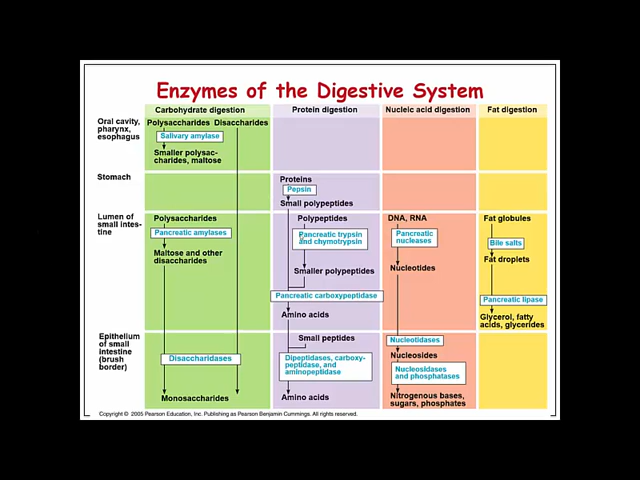 Enzymes of the Digestive System
Carbohydrate digestion
Protein digestion
Nucleic acid digestion
Fat digestion
Oral cavity,
pharynx,
esophagus
Polysaccharides Disaccharides
Salivary amylase
Smaller polysac-
charides, maltose
Stomach
Proteins
Pepsin
Small polypeptides
Lumen of
small intes-
tine
Polysaccharides
Pancreatic amylases
Maltose and other
disaccharides
Polypeptides
Pancreatic trypsin
and chymotrypsin
Smaller polypeptides
Pancreatic carboxypeptidase
Amino acids
DNA, RNA
Pancreatic
nucleases
Nucleotides
Fat globules
Bile salts
Fat droplets
Pancreatic lipase
Glycerol, fatty
acids, glycerides
Epithelium
of small
intestine
(brush
border)
Disaccharidases
Monosaccharides
Small peptides
Dipeptidases, carboxy-
peptidase, and
aminopeptidase
Amino acids
Nucleotidases
Nucleosides
Nucleosidases
and phosphatases
Nitrogenous bases,
sugars, phosphates
Copyright © 2005 Pearson Education, Inc. Publishing as Pearson Benjamin Cummings. All rights reserved.